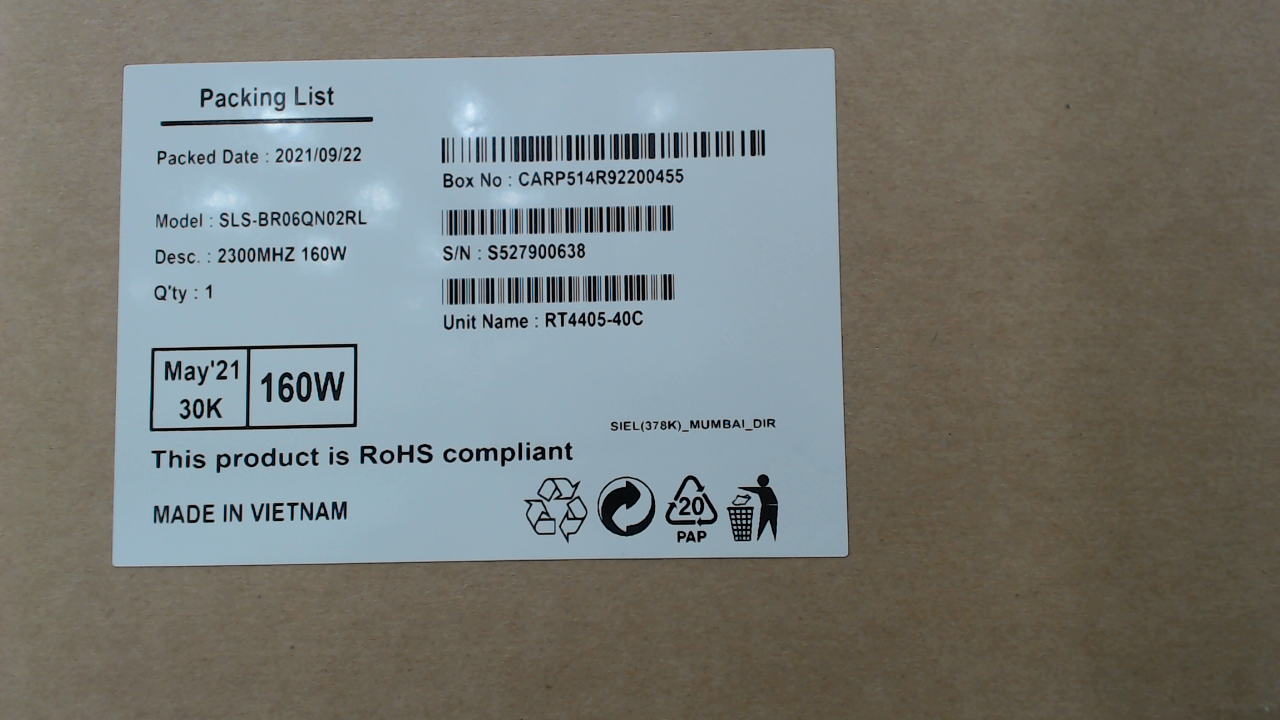 Packing List
Packed Date : 2021/09/22
Box No : CARP514R92200455
Model : SLS-BR06QN02RL
S/N : S527900638
Desc. : 2300MHZ 160W
Q'ty : 1
Unit Name : RT4405-40C
May'21
30K
160W
SIEL(378K)_MUMBAI_DIR
This product is RoHS compliant
MADE IN VIETNAM
20
PAP